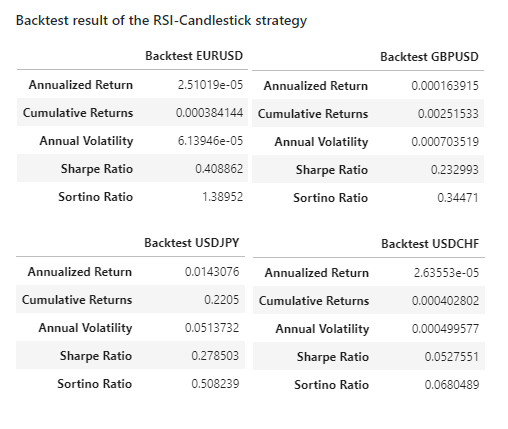 Backtest result of the RSI-Candlestick strategy
Backtest EURUSD
Annualized Return 2.51019e-05
Cumulative Returns 0.000384144
Annual Volatility 6.13946e-05
Sharpe Ratio 0.408862
Sortino Ratio 1.38952
Backtest GBPUSD
Annualized Return 0.000163915
Cumulative Returns 0.00251533
Annual Volatility 0.000703519
Sharpe Ratio 0.232993
Sortino Ratio 0.34471
Backtest USDJPY
Annualized Return 0.0143076
Cumulative Returns 0.2205
Annual Volatility 0.0513732
Sharpe Ratio 0.278503
Sortino Ratio 0.508239
Backtest USDCHF
Annualized Return 2.63553e-05
Cumulative Returns 0.000402802
Annual Volatility 0.000499577
Sharpe Ratio 0.0527551
Sortino Ratio 0.0680489